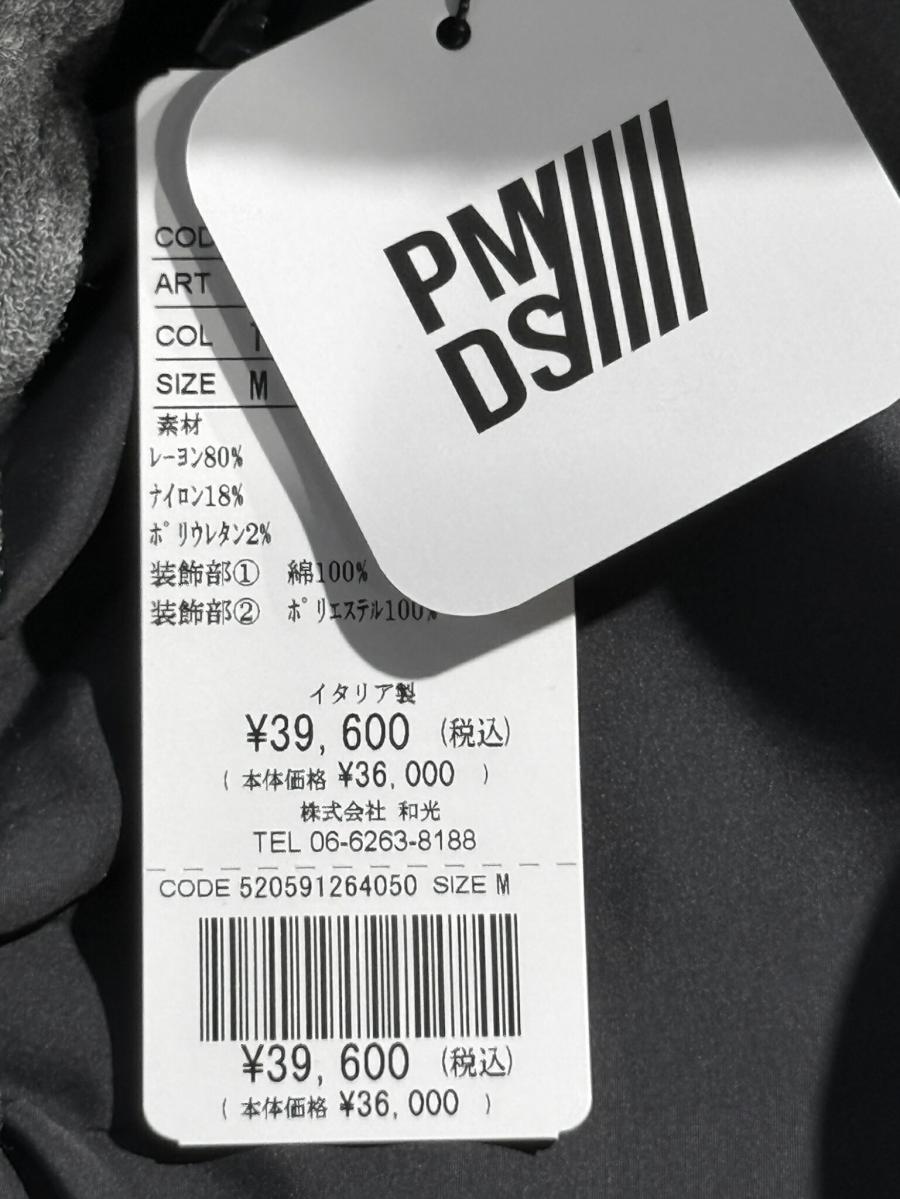 PM
DS
ART
COL
SIZE M
素材
レーヨン80%
ナイロン18%
ポリウレタン2%
装飾部① 綿100%
装飾部② ポリエステル100%
イタリア製
¥39,600 (税込)
( 本体価格 ¥36,000 )
株式会社 和光
TEL 06-6263-8188
CODE 520591264050 SIZE M
¥39,600 (税込)
( 本体価格 ¥36,000 )